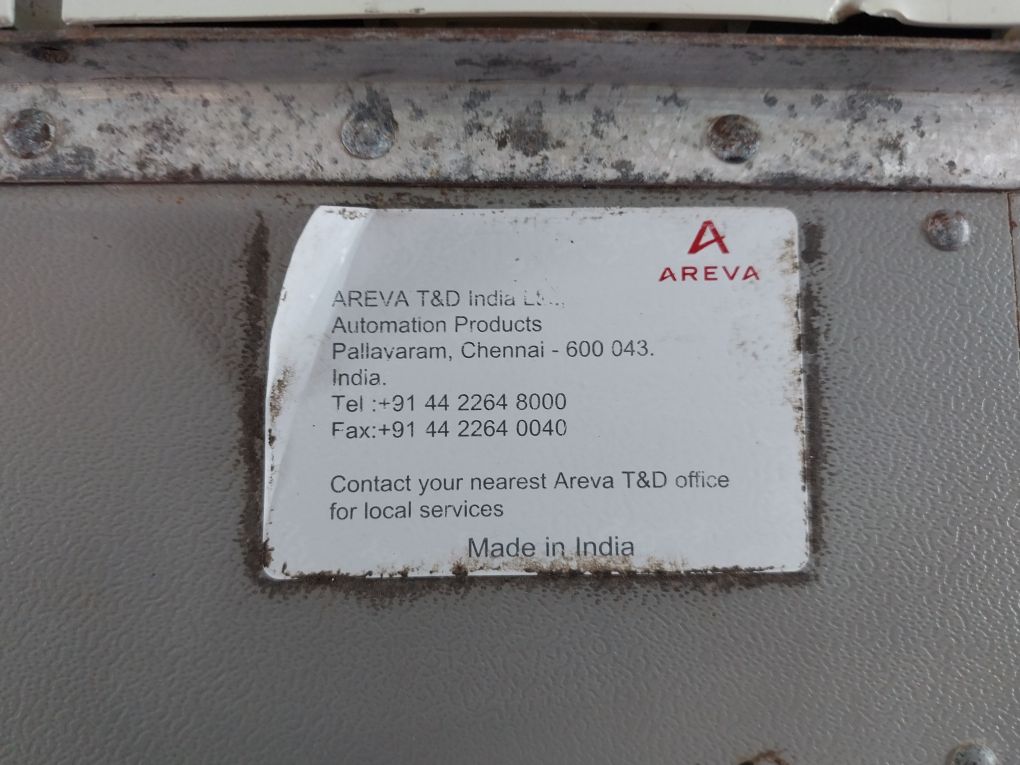 AREVA
AREVA T&D India
Automation Products
Pallavaram, Chennai - 600 043.
India.
Tel :+91 44 2264 8000
Fax:+91 44 2264 0040
Contact your nearest Areva T&D office
for local services
Made in India